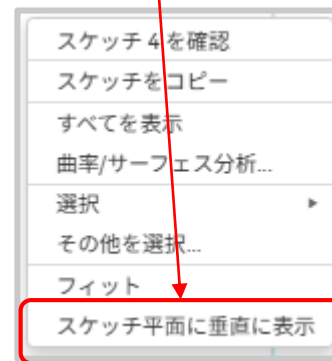 スケッチ 4 を確認
スケッチをコピー
すべてを表示
曲率/サーフェス分析...
選択
その他を選択...
フィット
スケッチ平面に垂直に表示